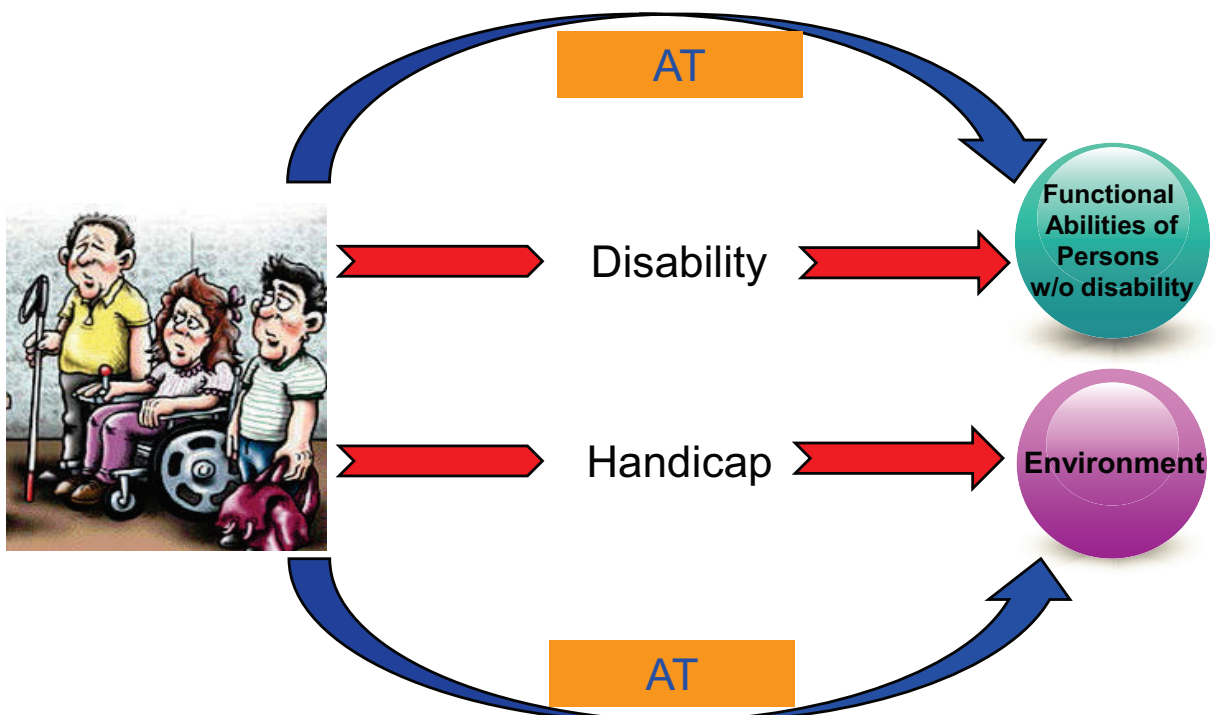 AT
Disability
Functional
Abilities of
Persons
w/o disability
Handicap
Environment
AT